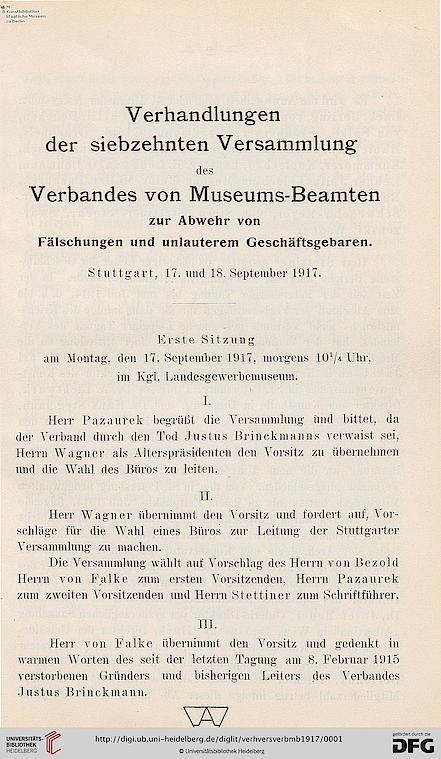 Kunstbibliothek
Staatliche Museen
zu Berlin
Verhandlungen
der siebzehnten Versammlung
des
Verbandes von Museums-Beamten
zur Abwehr von
Fälschungen und unlauterem Geschäftsgebaren.
Stuttgart, 17. und 18. September 1917.
Erste Sitzung
am Montag, den 17. September 1917, morgens 10¹/₄ Uhr,
im Kgl. Landesgewerbemuseum.
I.
Herr Pazaurek begrüßt die Versammlung und bittet, da
der Verband durch den Tod Justus Brinckmanns verwaist sei,
Herrn Wagner als Alterspräsidenten den Vorsitz zu übernehmen
und die Wahl des Büros zu leiten.
II.
Herr Wagner übernimmt den Vorsitz und fordert auf, Vor-
schläge für die Wahl eines Büros zur Leitung der Stuttgarter
Versammlung zu machen.
Die Versammlung wählt auf Vorschlag des Herrn von Bezold
Herrn von Falke zum ersten Vorsitzenden, Herrn Pazaurek
zum zweiten Vorsitzenden und Herrn Stettiner zum Schriftführer.
III.
Herr von Falke übernimmt den Vorsitz und gedenkt in
warmen Worten des seit der letzten Tagung am 8. Februar 1915
verstorbenen Gründers und bisherigen Leiters des Verbandes
Justus Brinckmann.
UNIVERSITÄTS-
BIBLIOTHEK
HEIDELBERG
http://digi.ub.uni-heidelberg.de/diglit/verhversverbmb1917/0001
© Universitätsbibliothek Heidelberg
gefördert durch die
DFG